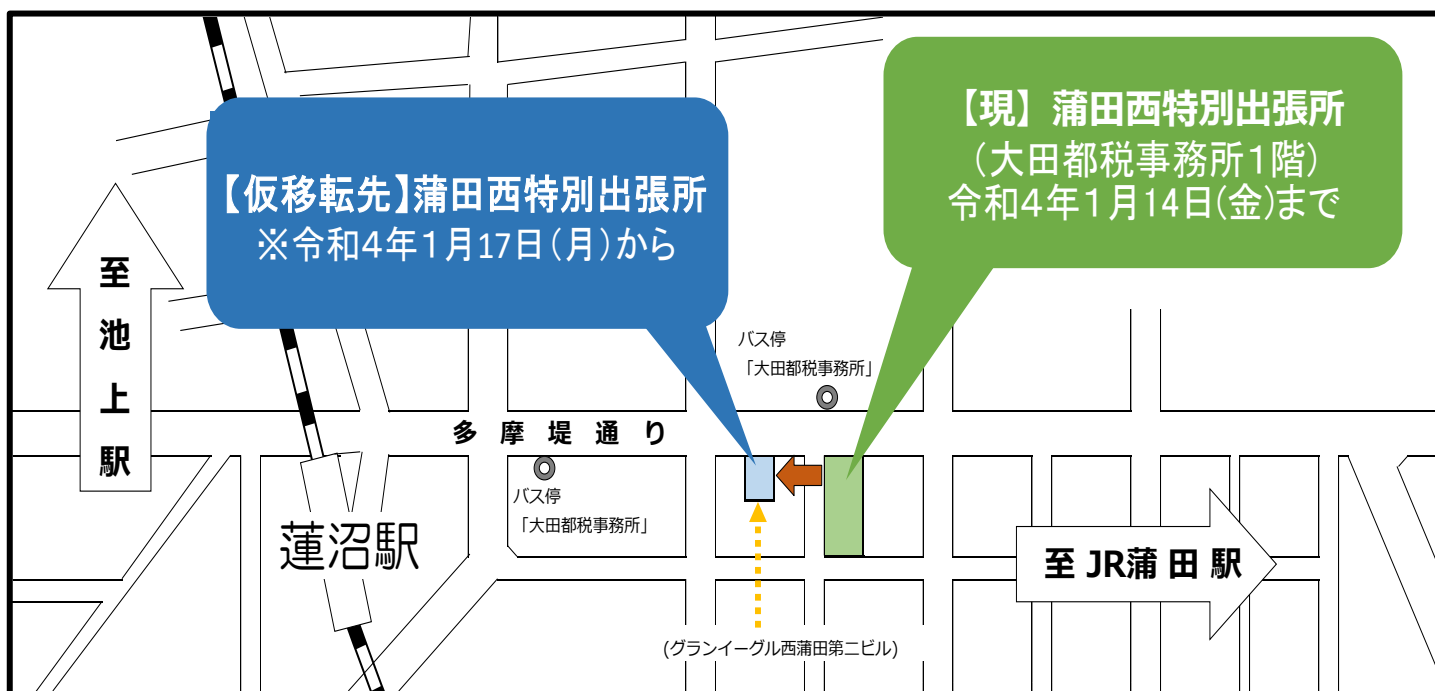 【現】蒲田西特別出張所
（大田都税事務所１階）
令和４年１月14日(金)まで
【仮移転先】蒲田西特別出張所
※令和４年１月17日（月）から
至池上駅
バス停
「大田都税事務所」
多摩堤通り
バス停
「大田都税事務所」
蓮沼駅
至 JR蒲田駅
(グランイーグル西蒲田第二ビル)